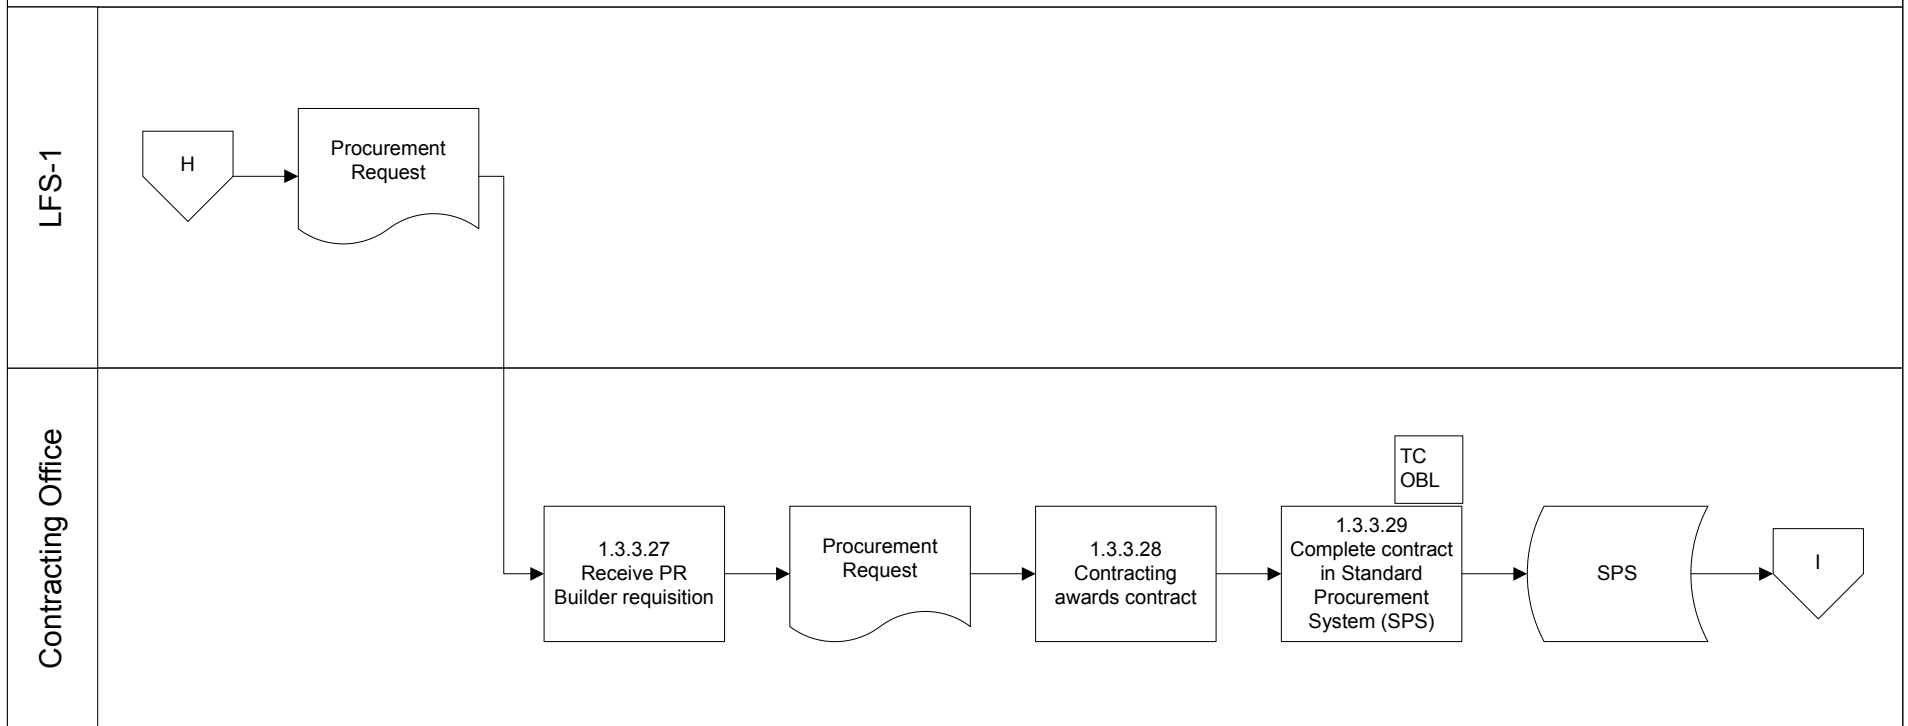 LFS-1
H
Procurement
Request
Contracting Office
1.3.3.27
Receive PR
Builder requisition
Procurement
Request
1.3.3.28
Contracting
awards contract
TC
OBL
1.3.3.29
Complete contract
in Standard
Procurement
System (SPS)
SPS
I